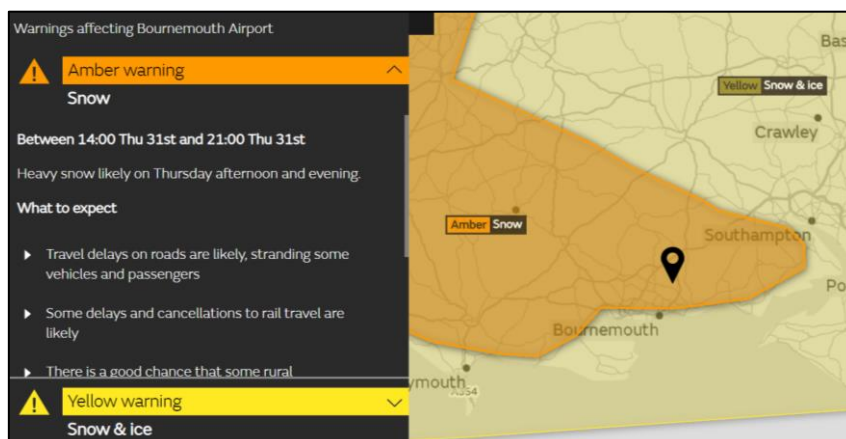 Warnings affecting Bournemouth Airport
Amber warning
Snow
Between 14:00 Thu 31st and 21:00 Thu 31st
Heavy snow likely on Thursday afternoon and evening.
What to expect
Travel delays on roads are likely, stranding some
vehicles and passengers
Some delays and cancellations to rail travel are
likely
There is a good chance that some rural
Yellow warning
Snow & ice
Bas
Yellow Snow & ice
Crawley
Amber Snow
Southampton
Po
Bournemouth
ymouth